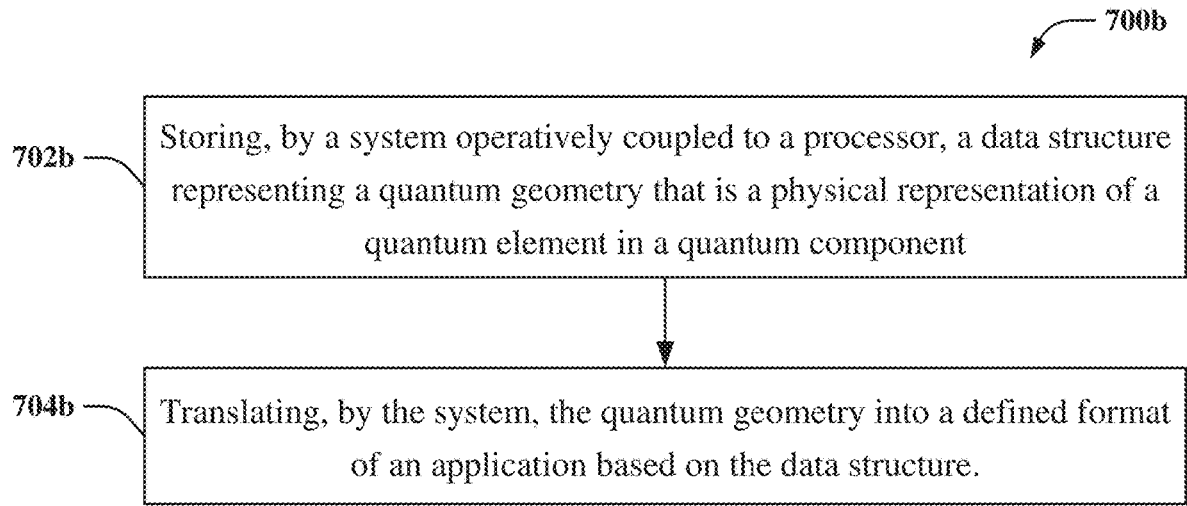 700b
702b
Storing, by a system operatively coupled to a processor, a data structure
representing a quantum geometry that is a physical representation of a
quantum element in a quantum component
704b
Translating, by the system, the quantum geometry into a defined format
of an application based on the data structure.